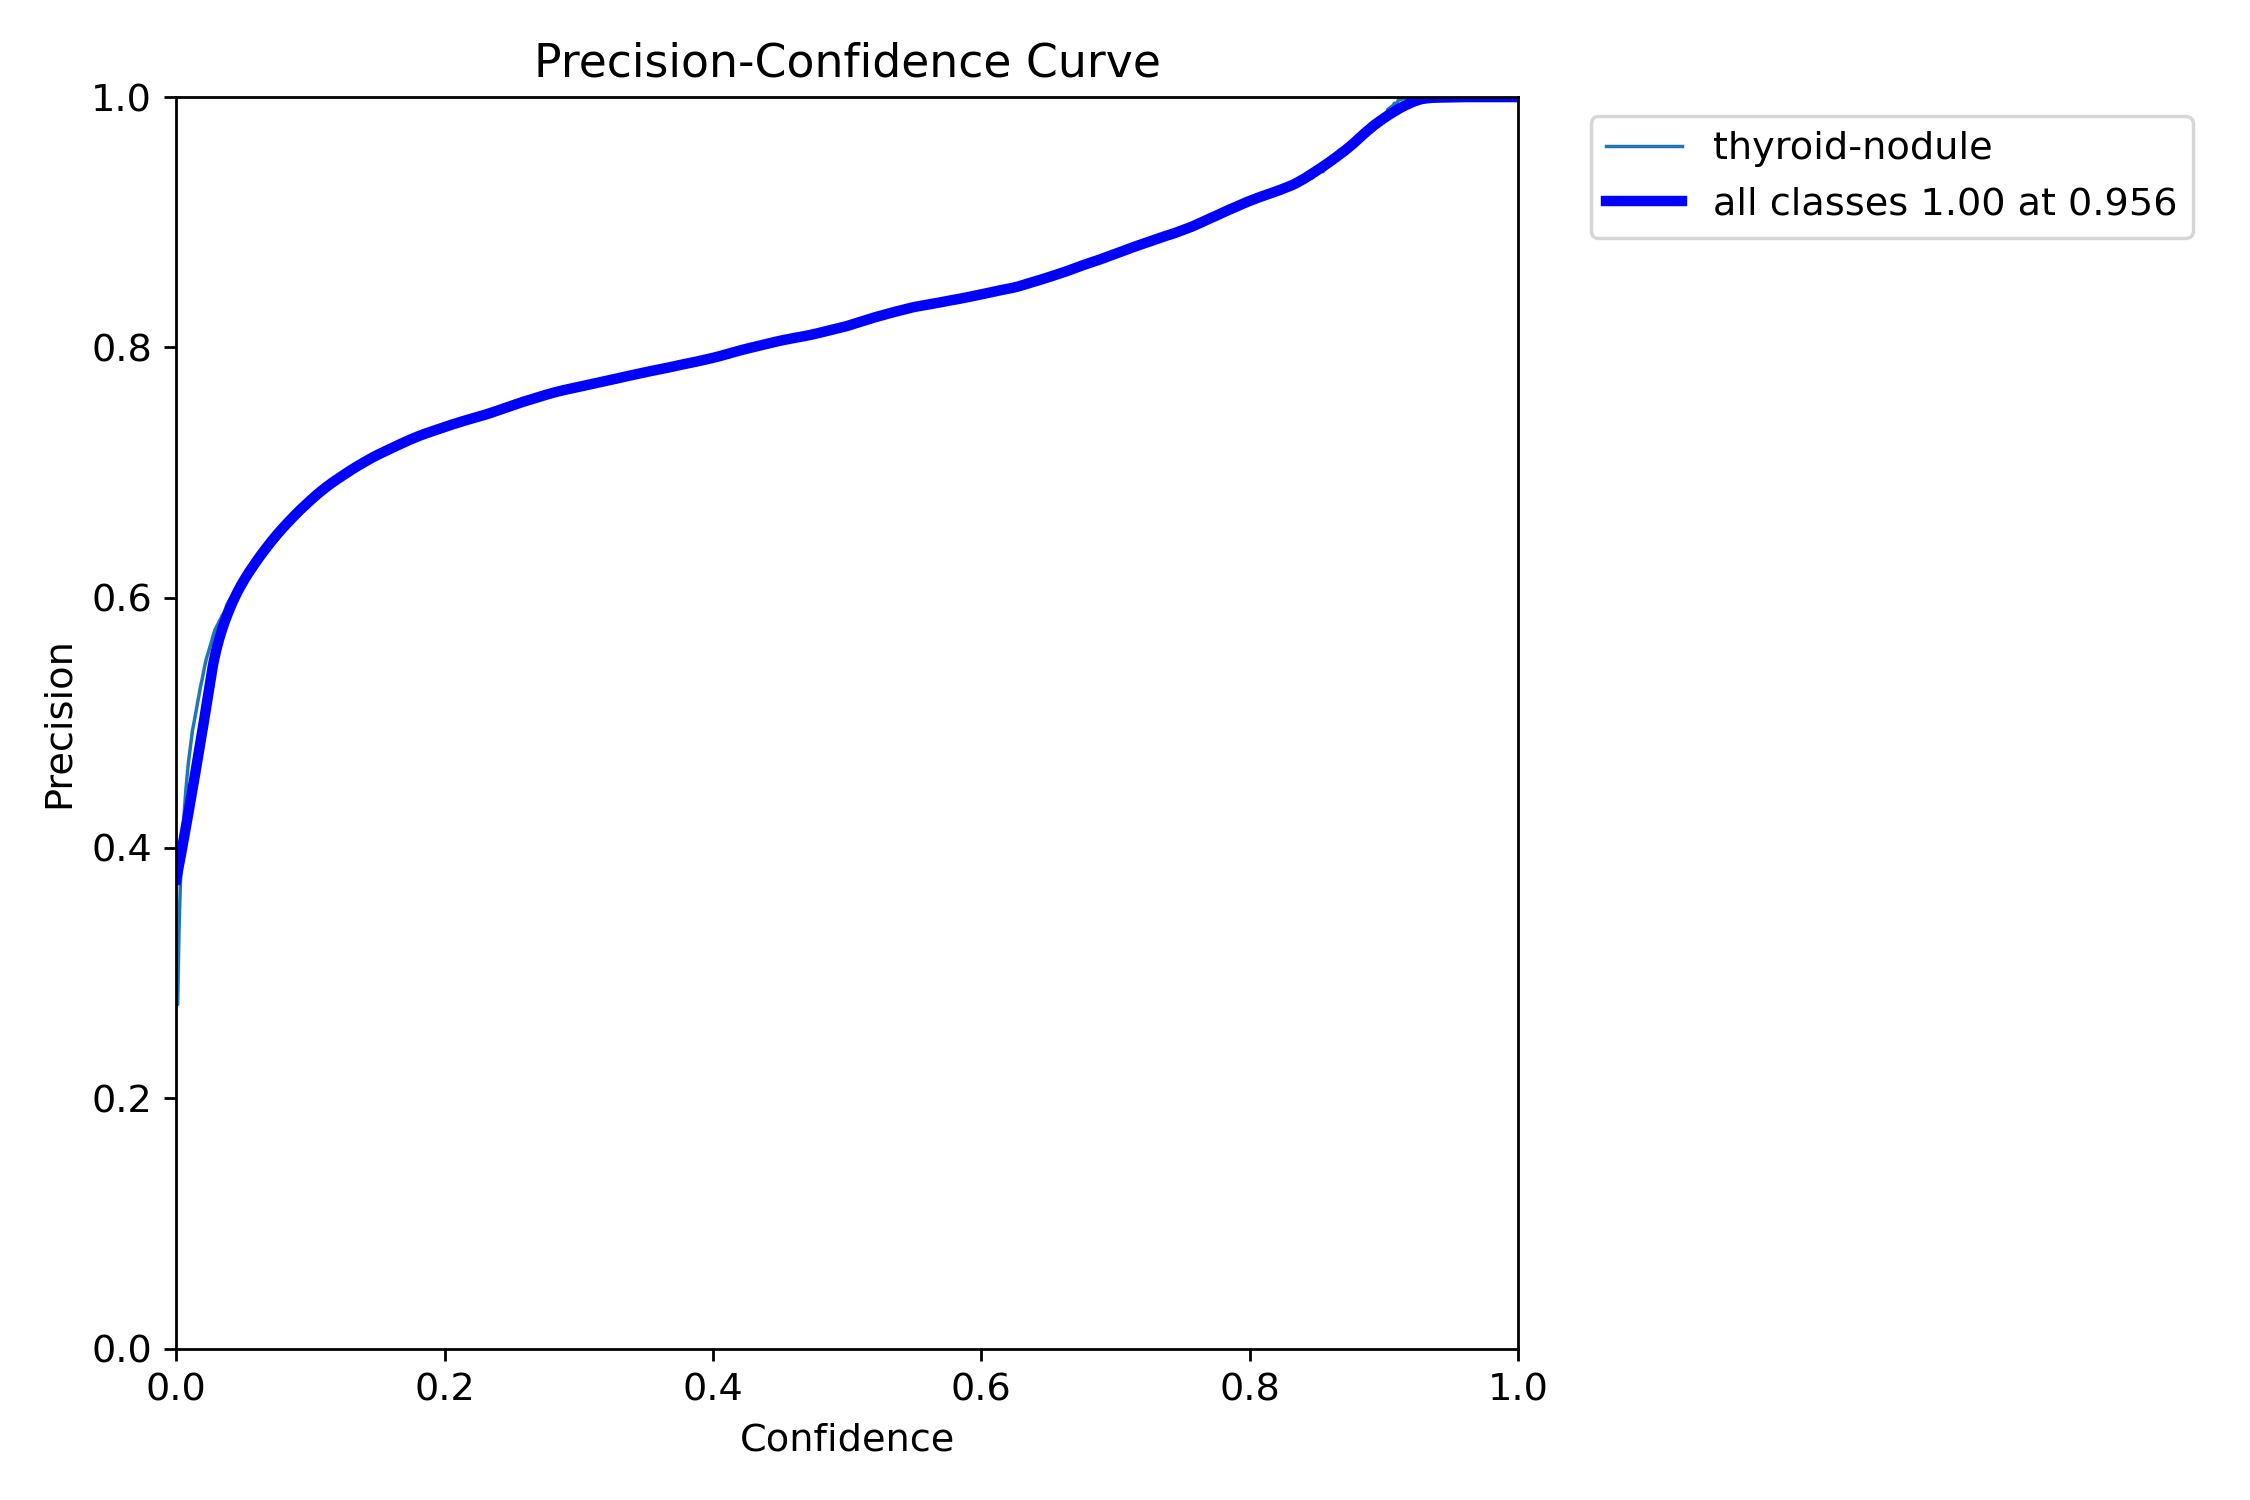 Precision-Confidence Curve
1.0
0.8
0.6
0.4
0.2
0.0
Precision
0.0 0.2 0.4 0.6 0.8 1.0
Confidence
thyroid-nodule
all classes 1.00 at 0.956